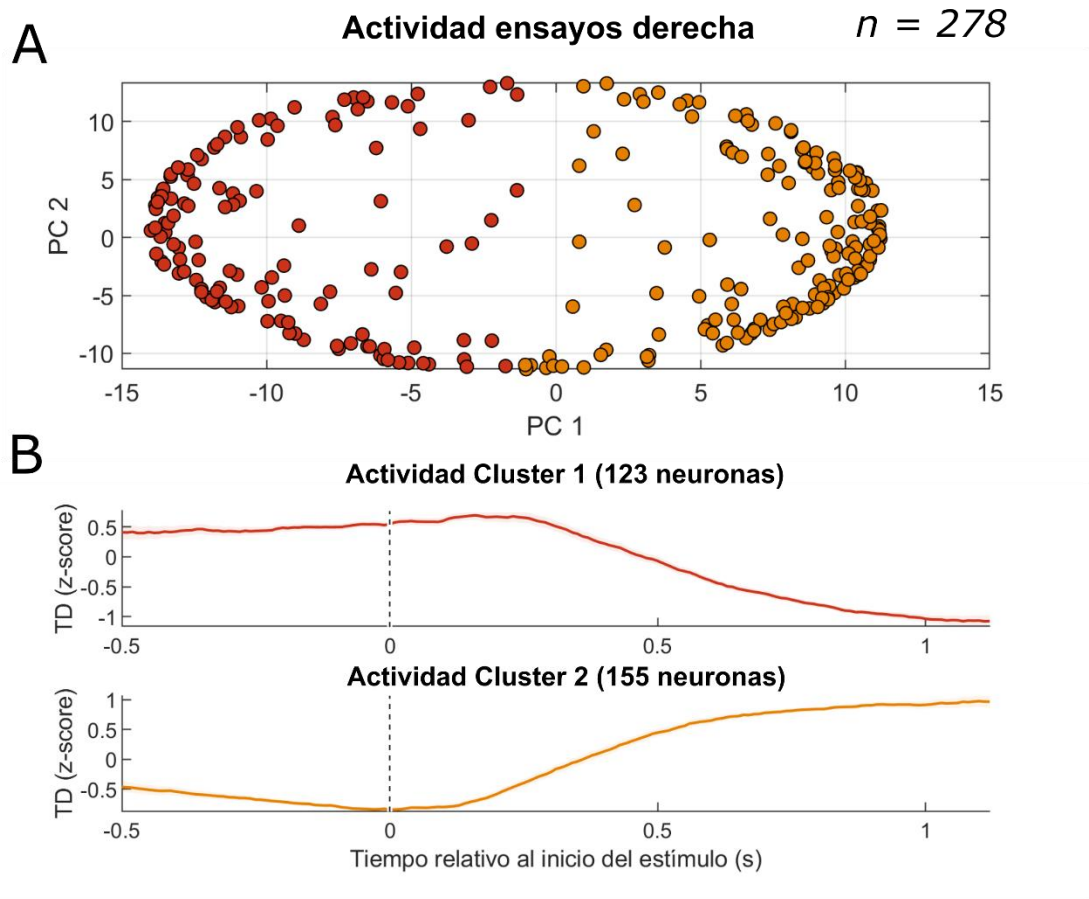 A
Actividad ensayos derecha
n = 278
10
5
0
-5
-10
PC 2
-15
-10
-5
0
5
10
15
PC 1
B
Actividad Cluster 1 (123 neuronas)
0.5
0
-0.5
-1
TD (z-score)
-0.5
0
0.5
1
Actividad Cluster 2 (155 neuronas)
1
0.5
0
-0.5
TD (z-score)
-0.5
0
0.5
1
Tiempo relativo al inicio del estímulo (s)